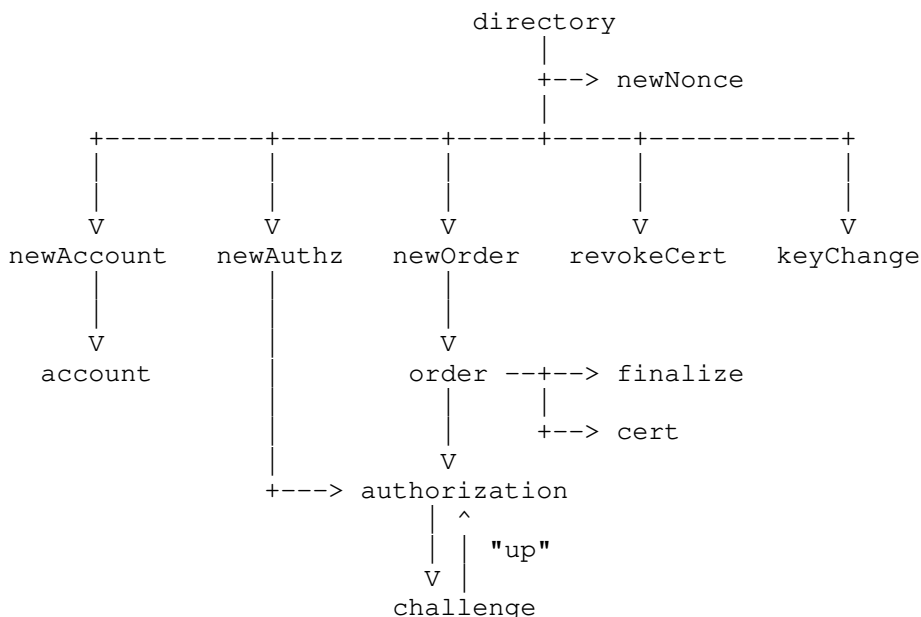 directory
newNonce
newAccount newAuthz newOrder revokeCert keyChange
account order finalize
cert
authorization
"up"
challenge